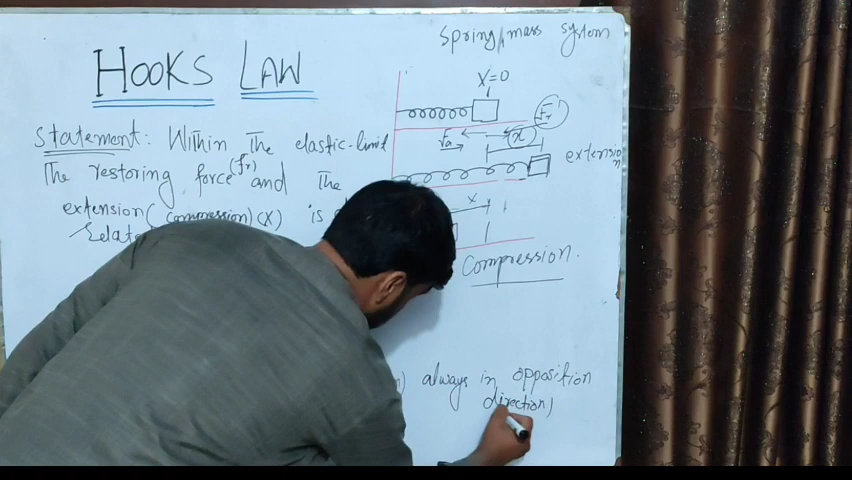 Spring/mass system
HOOKS LAW
X=0
Statement: Within The elastic-limit
Fr
(x)
The restoring force (fr) and The
extension
extension (compression) (x) is
x
Relat
Compression.
always in opposition
direction)